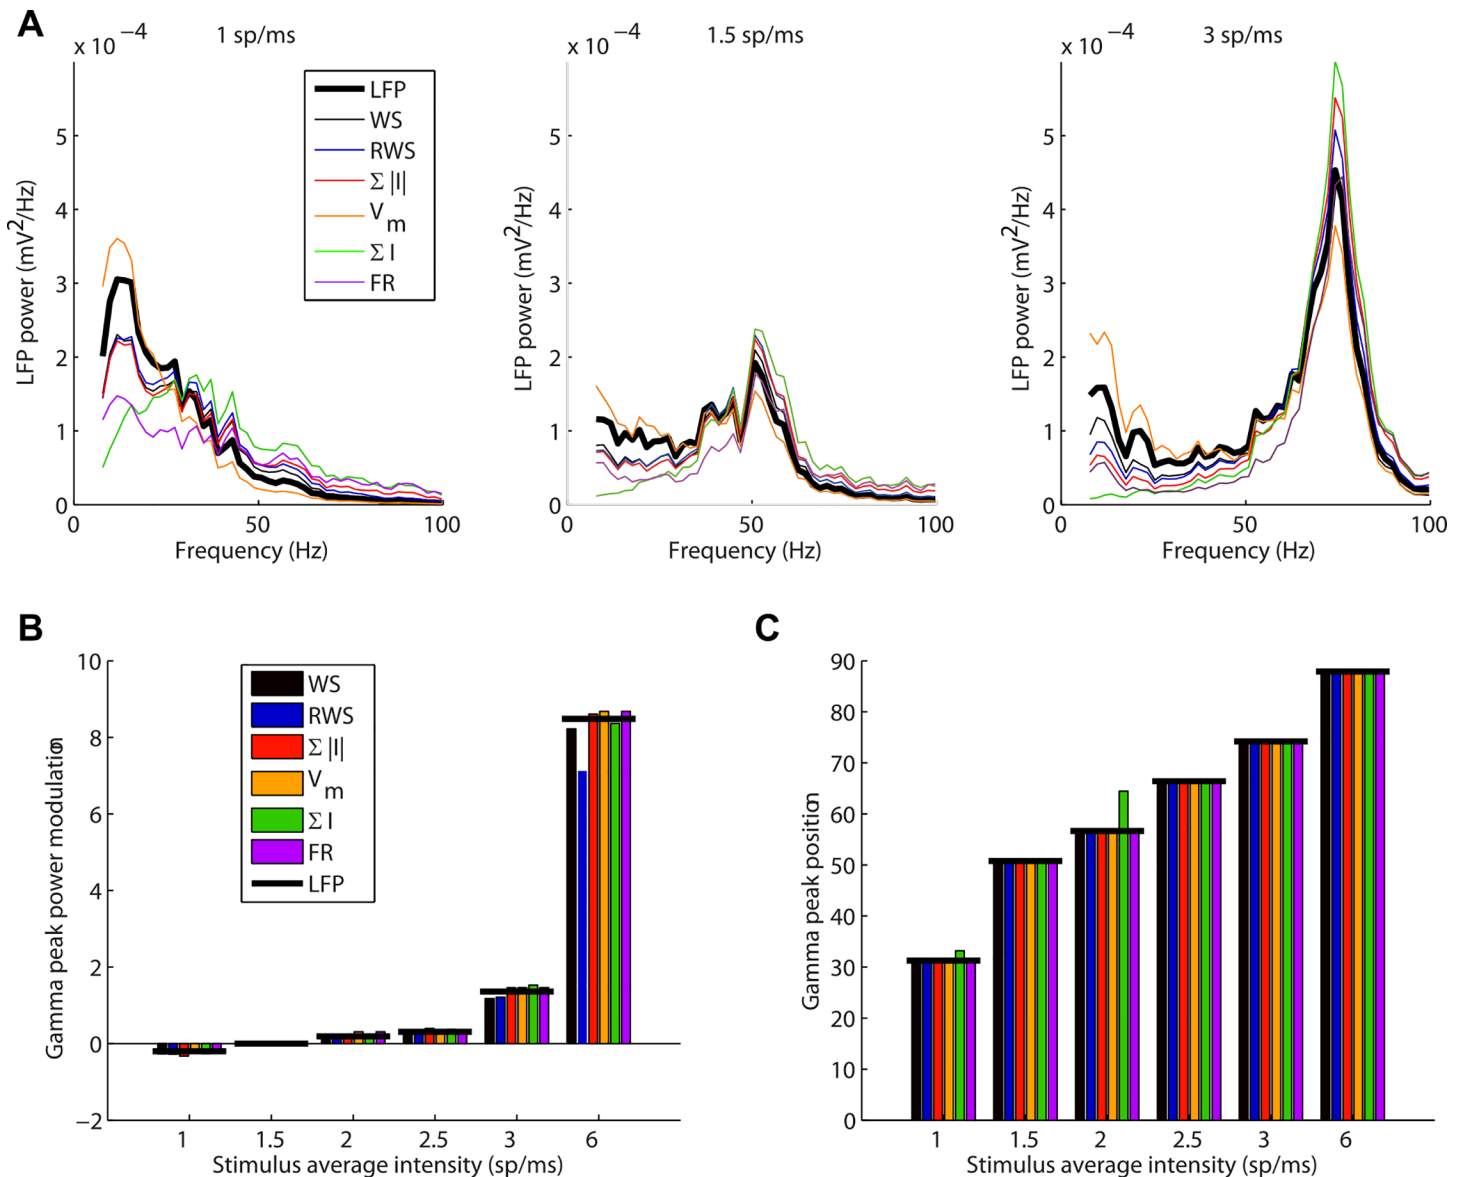 A
x 10⁻⁴
1 sp/ms
x 10⁻⁴
1.5 sp/ms
x 10⁻⁴
3 sp/ms
LFP
WS
RWS
Σ |I|
Vm
Σ I
FR
LFP power (mV²/Hz)
5
4
3
2
1
0
0
50
100
Frequency (Hz)
LFP power (mV²/Hz)
5
4
3
2
1
0
0
50
100
Frequency (Hz)
LFP power (mV²/Hz)
5
4
3
2
1
0
0
50
100
Frequency (Hz)
B
Gamma peak power modulation
10
8
6
4
2
0
−2
WS
RWS
Σ |I|
Vm
Σ I
FR
LFP
1
1.5
2
2.5
3
6
Stimulus average intensity (sp/ms)
C
Gamma peak position
90
80
70
60
50
40
30
20
10
0
1
1.5
2
2.5
3
6
Stimulus average intensity (sp/ms)